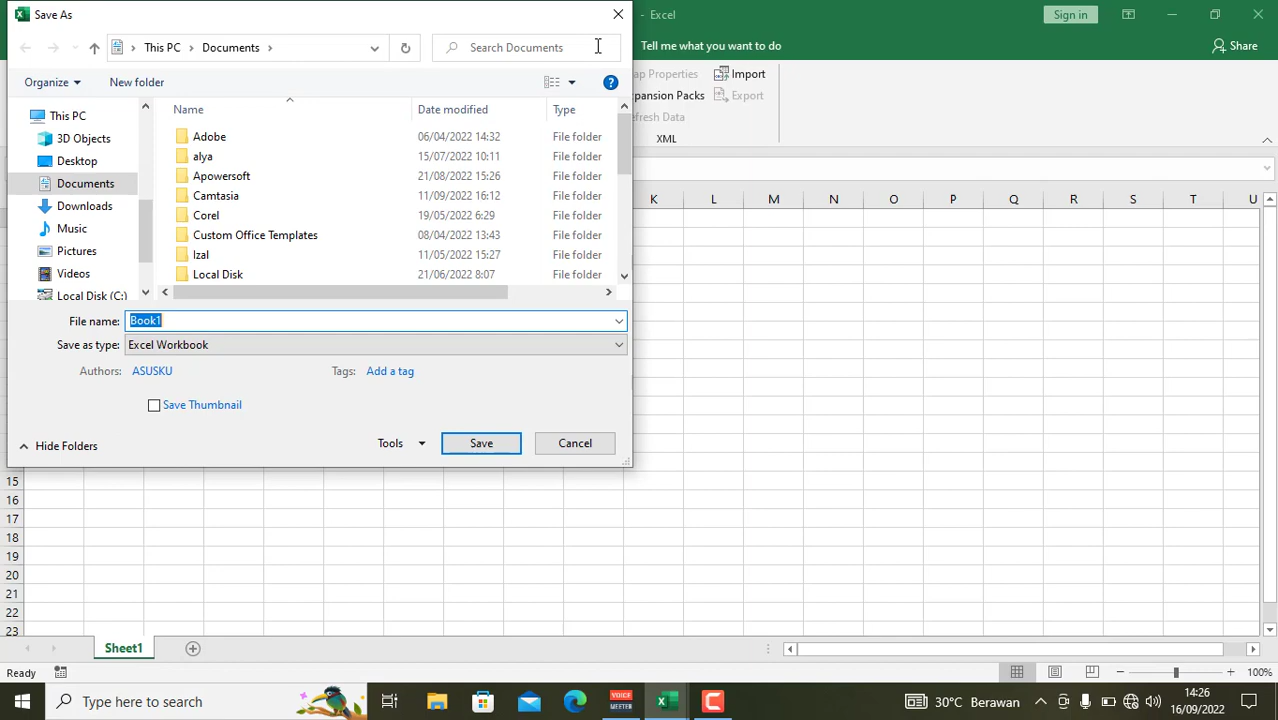 Save As
- Excel
Sign in
This PC > Documents >
Search Documents
Tell me what you want to do
Share
Organize
New folder
ap Properties
Import
xpansion Packs
Export
efresh Data
XML
This PC
3D Objects
Desktop
Documents
Downloads
Music
Pictures
Videos
Local Disk (C:)
Name Date modified Type
Adobe 06/04/2022 14:32 File folder
alya 15/07/2022 10:11 File folder
Apowersoft 21/08/2022 15:26 File folder
Camtasia 11/09/2022 16:12 File folder
Corel 19/05/2022 6:29 File folder
Custom Office Templates 08/04/2022 13:43 File folder
Izal 11/05/2022 15:27 File folder
Local Disk 21/06/2022 8:07 File folder
File name: Book1
Save as type: Excel Workbook
Authors: ASUSKU Tags: Add a tag
Save Thumbnail
Hide Folders
Tools Save Cancel
K L M N O P Q R S T U
15
16
17
18
19
20
21
22
23
Sheet1
Ready
100%
Type here to search
VOICE MEETER
30°C Berawan
14:26
16/09/2022